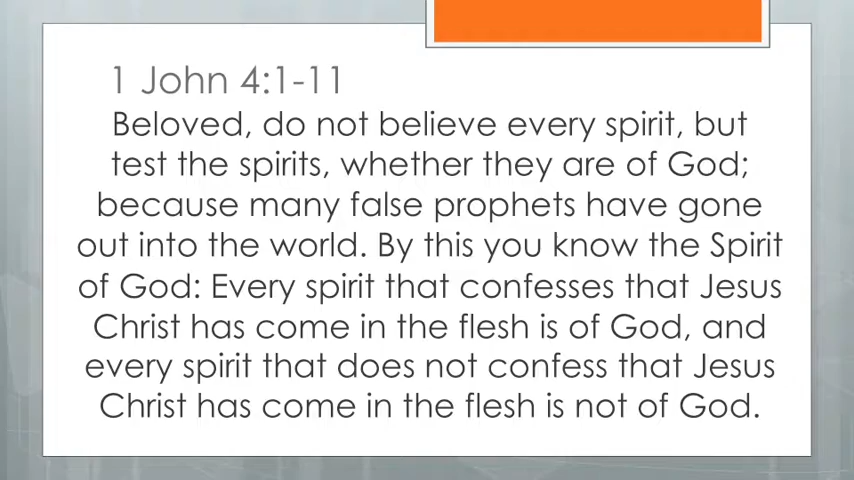 1 John 4:1-11
Beloved, do not believe every spirit, but
test the spirits, whether they are of God;
because many false prophets have gone
out into the world. By this you know the Spirit
of God: Every spirit that confesses that Jesus
Christ has come in the flesh is of God, and
every spirit that does not confess that Jesus
Christ has come in the flesh is not of God.